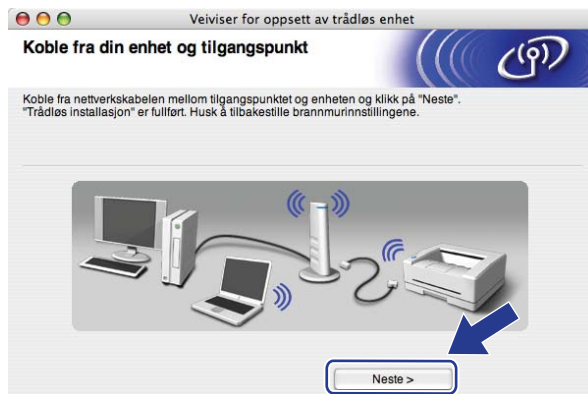 Veiviser for oppsett av trådløs enhet
Koble fra din enhet og tilgangspunkt
Koble fra nettverkskabelen mellom tilgangspunktet og enheten og klikk på "Neste".
"Trådløs installasjon" er fullført. Husk å tilbakestille brannmurinnstillingene.
Neste >